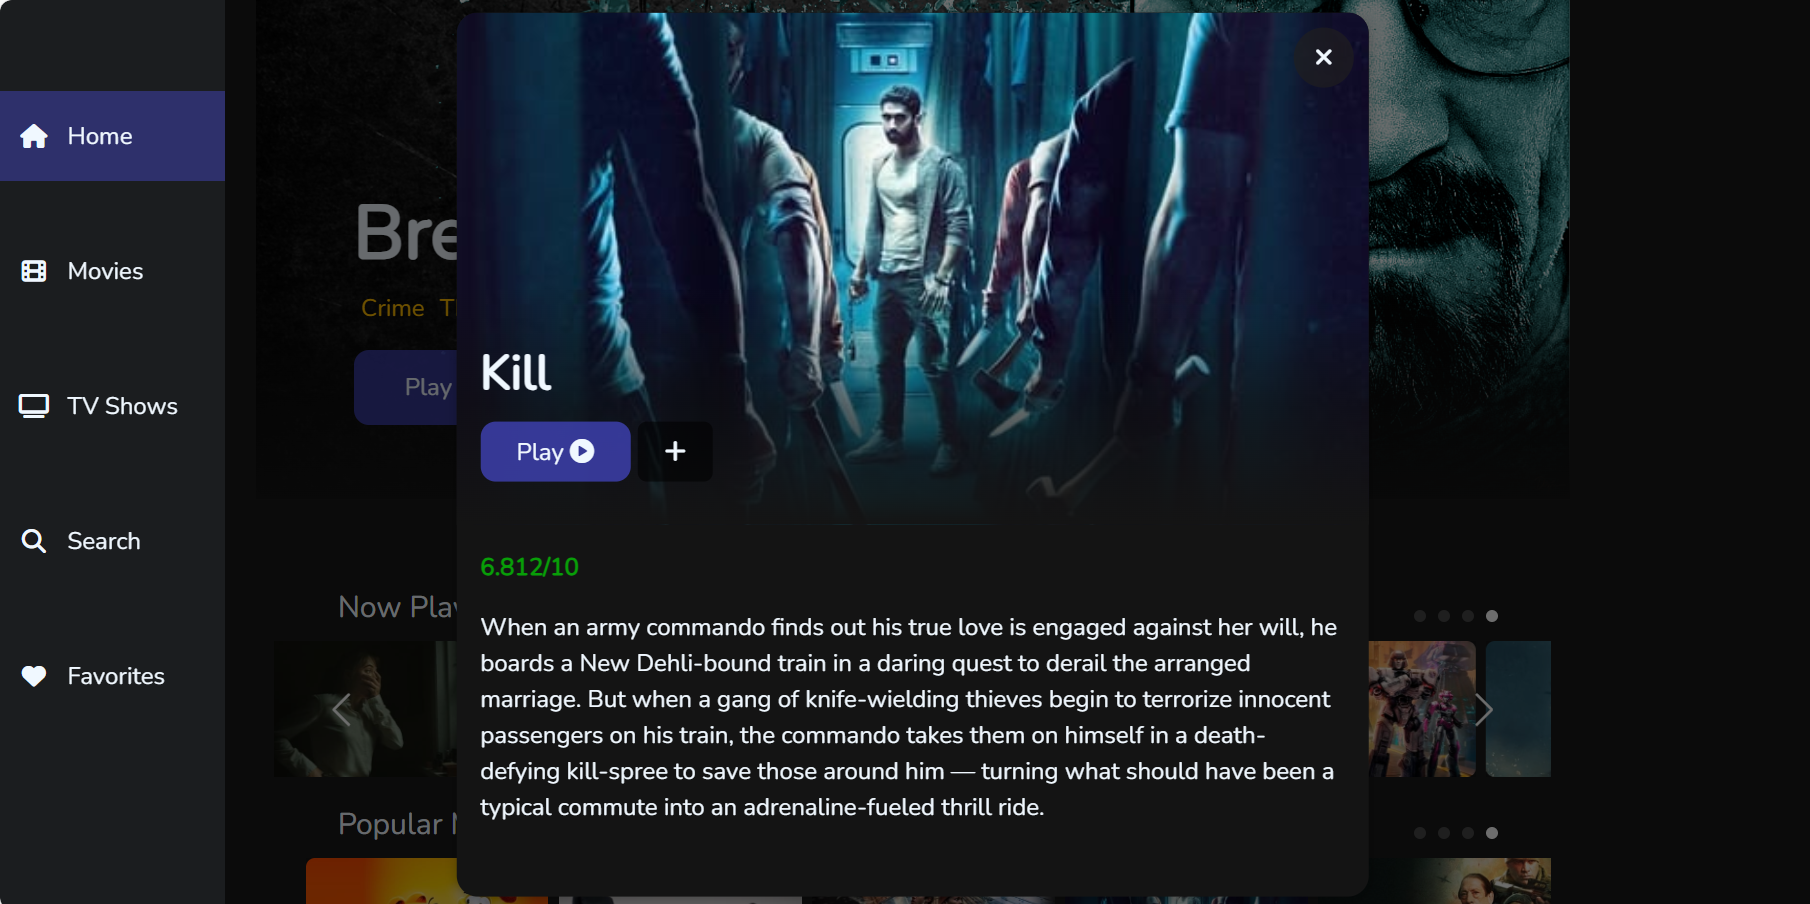 Home
Movies
TV Shows
Search
Favorites
Bre
Crime
Play
Now Play
Popular
Kill
Play
6.812/10
When an army commando finds out his true love is engaged against her will, he
boards a New Dehli-bound train in a daring quest to derail the arranged
marriage. But when a gang of knife-wielding thieves begin to terrorize innocent
passengers on his train, the commando takes them on himself in a death-
defying kill-spree to save those around him — turning what should have been a
typical commute into an adrenaline-fueled thrill ride.